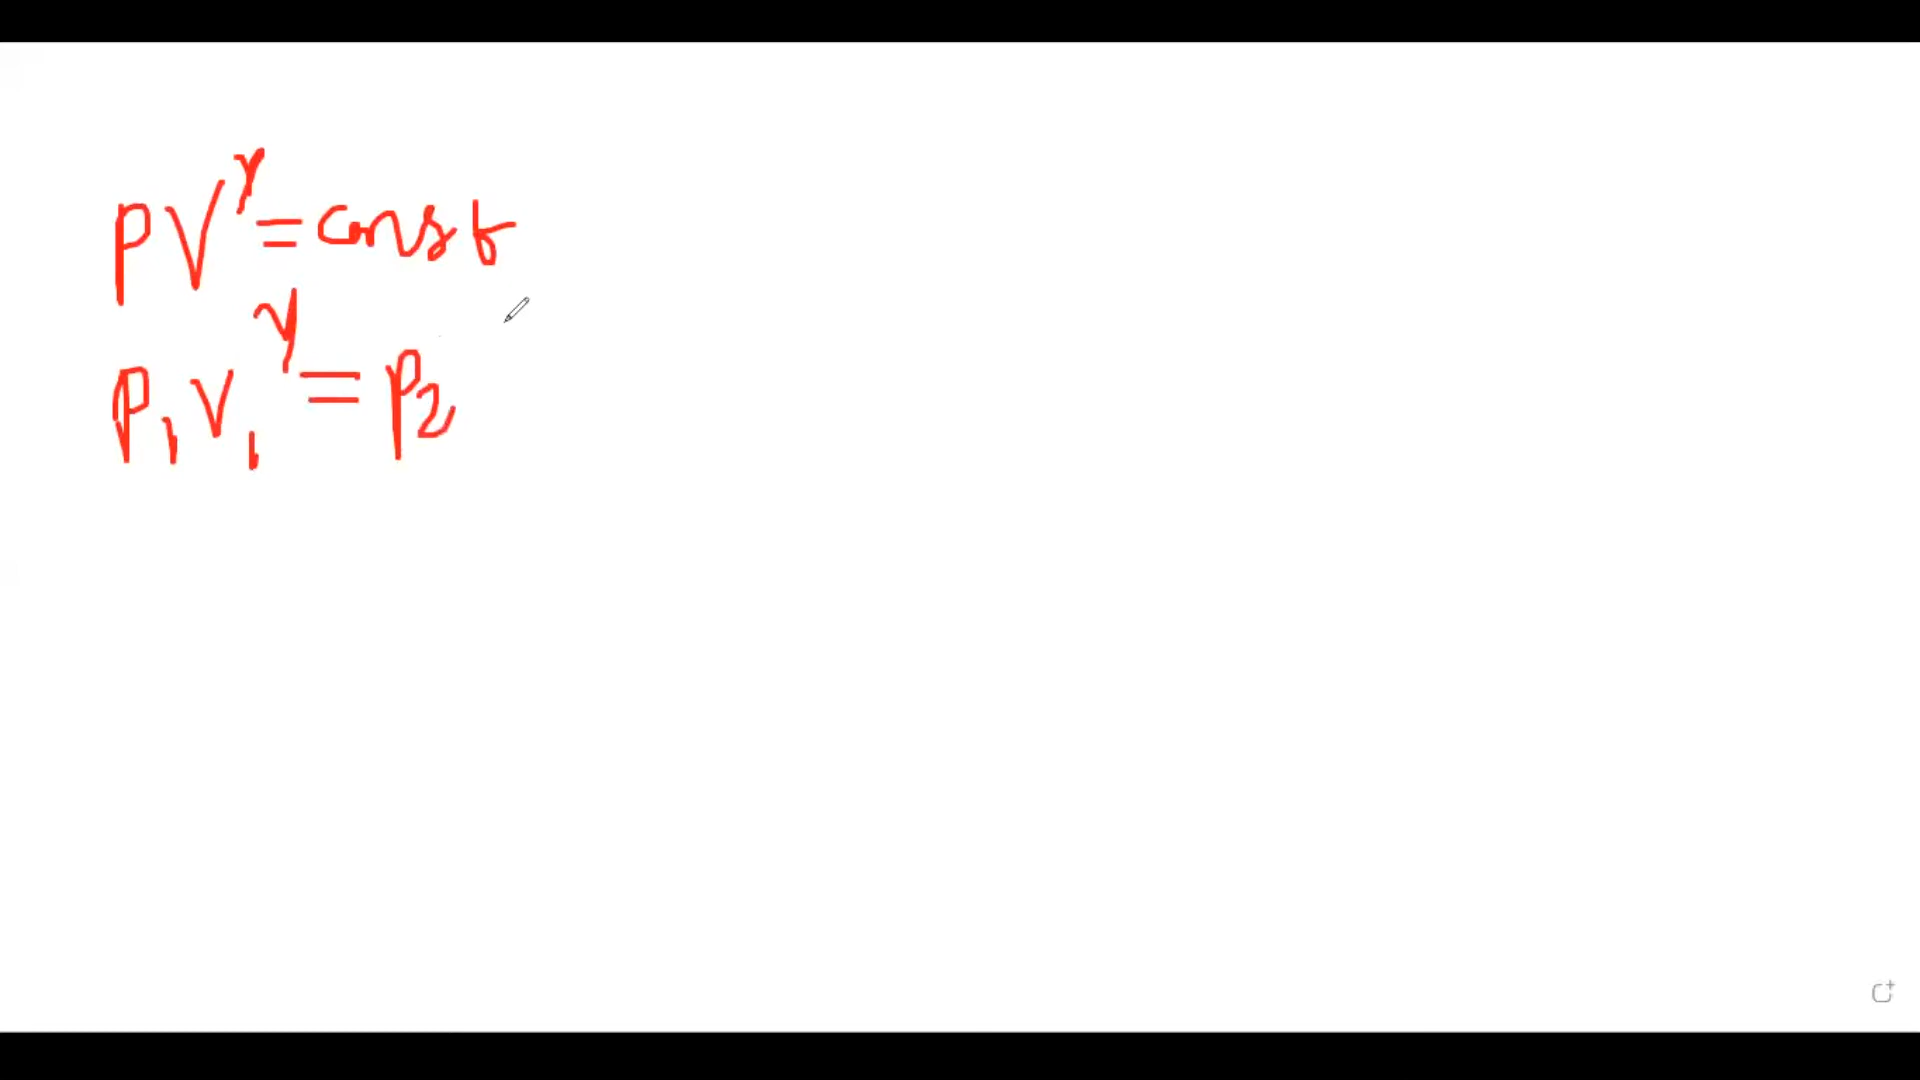 PV^γ = const
P₁V₁^γ = P₂